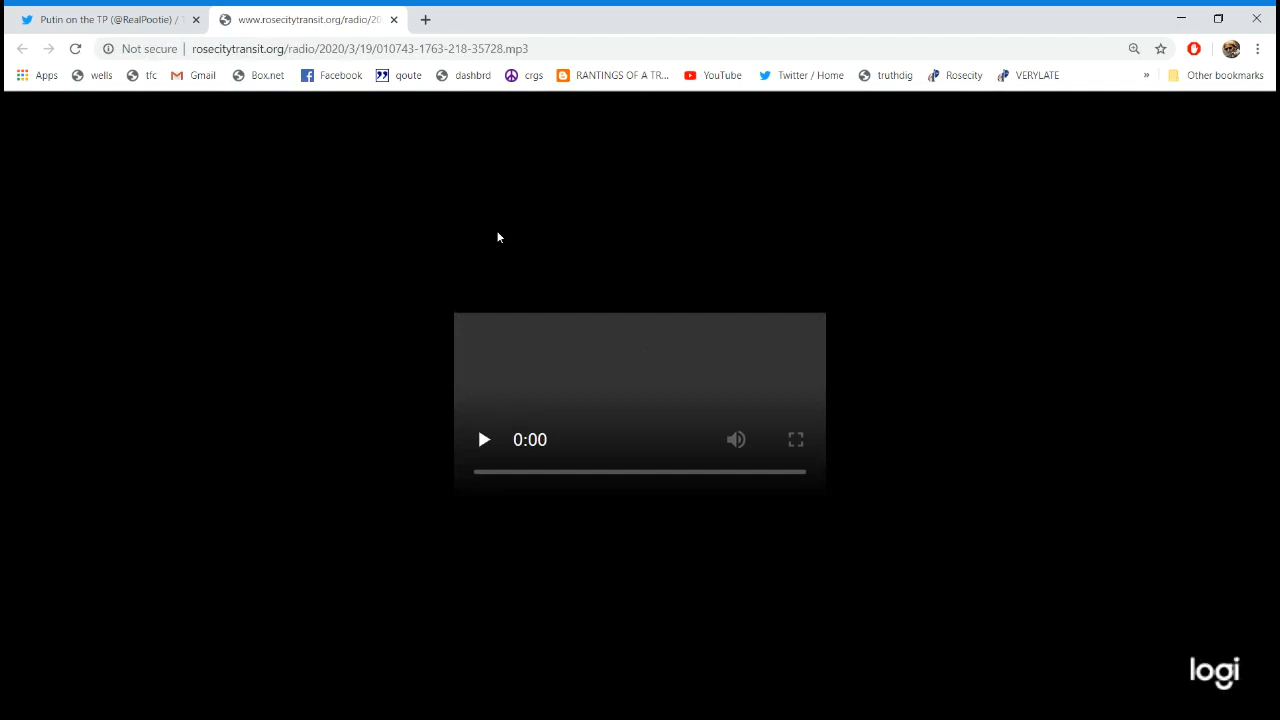 Putin on the TP (@RealPootie) /
www.rosecitytransit.org/radio/20
Not secure
rosecitytransit.org/radio/2020/3/19/010743-1763-218-35728.mp3
Apps wells tfc Gmail Box.net Facebook qoute dashbrd crgs RANTINGS OF A TR... YouTube Twitter / Home truthdig Rosecity VERYLATE » Other bookmarks
0:00
logi